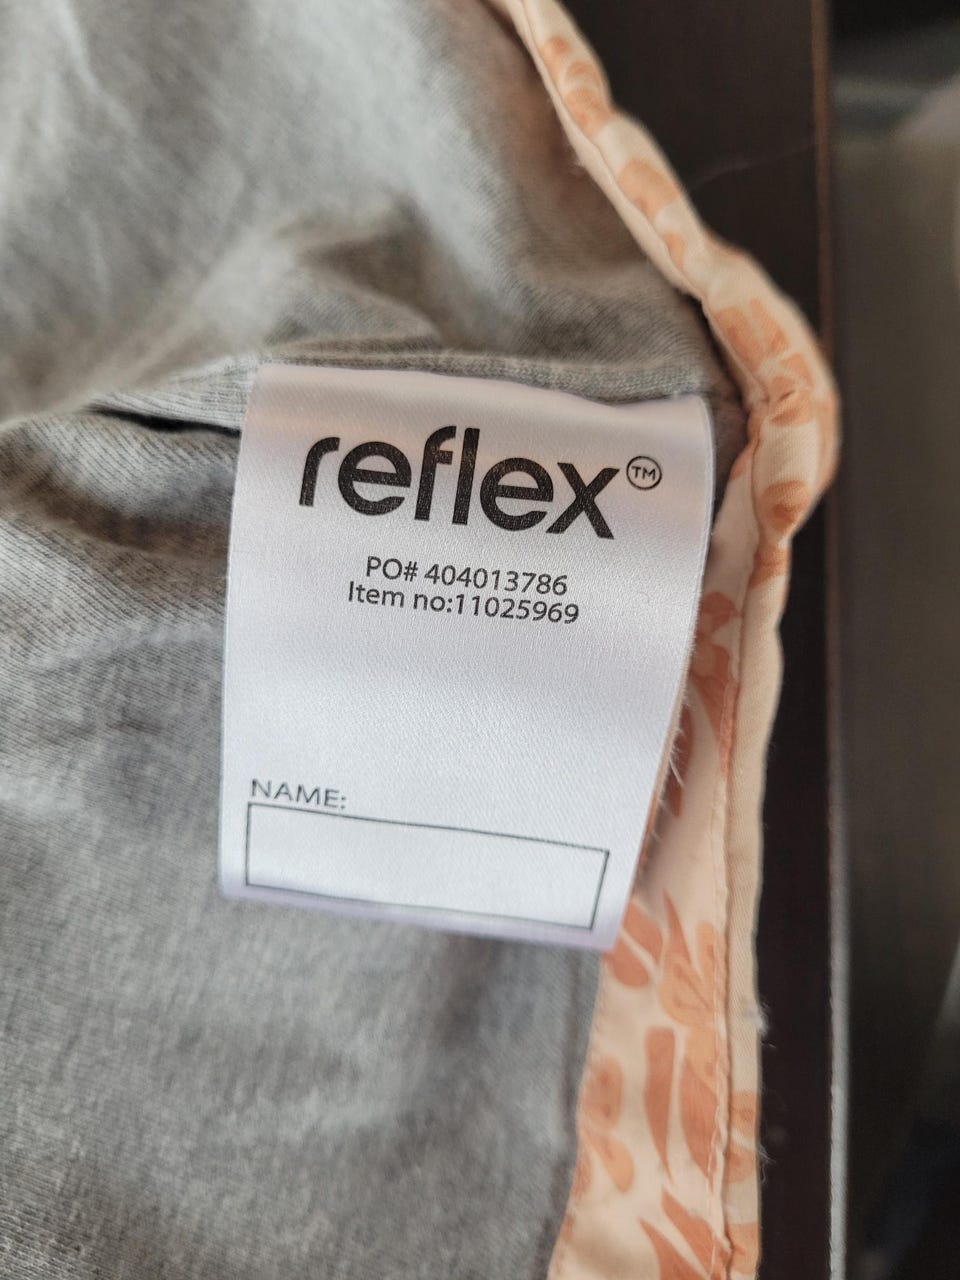 reflex™
PO# 404013786
Item no:11025969
NAME: